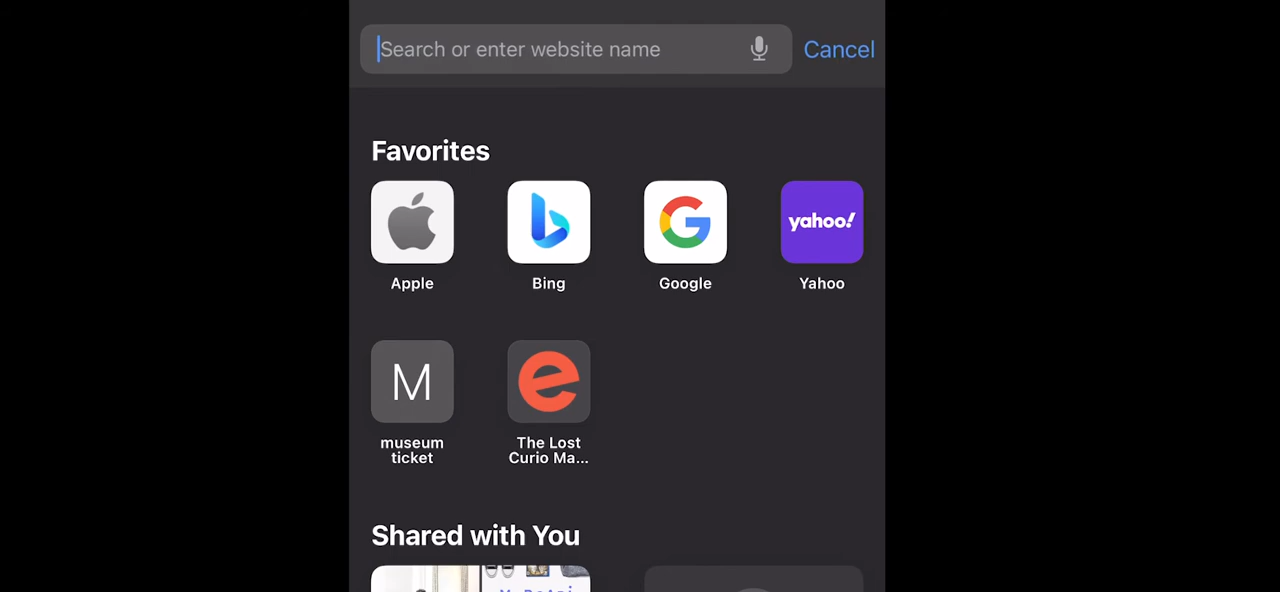 Search or enter website name
Cancel
Favorites
yahoo!
Apple
Bing
Google
Yahoo
M
e
museum
ticket
The Lost
Curio Ma...
Shared with You